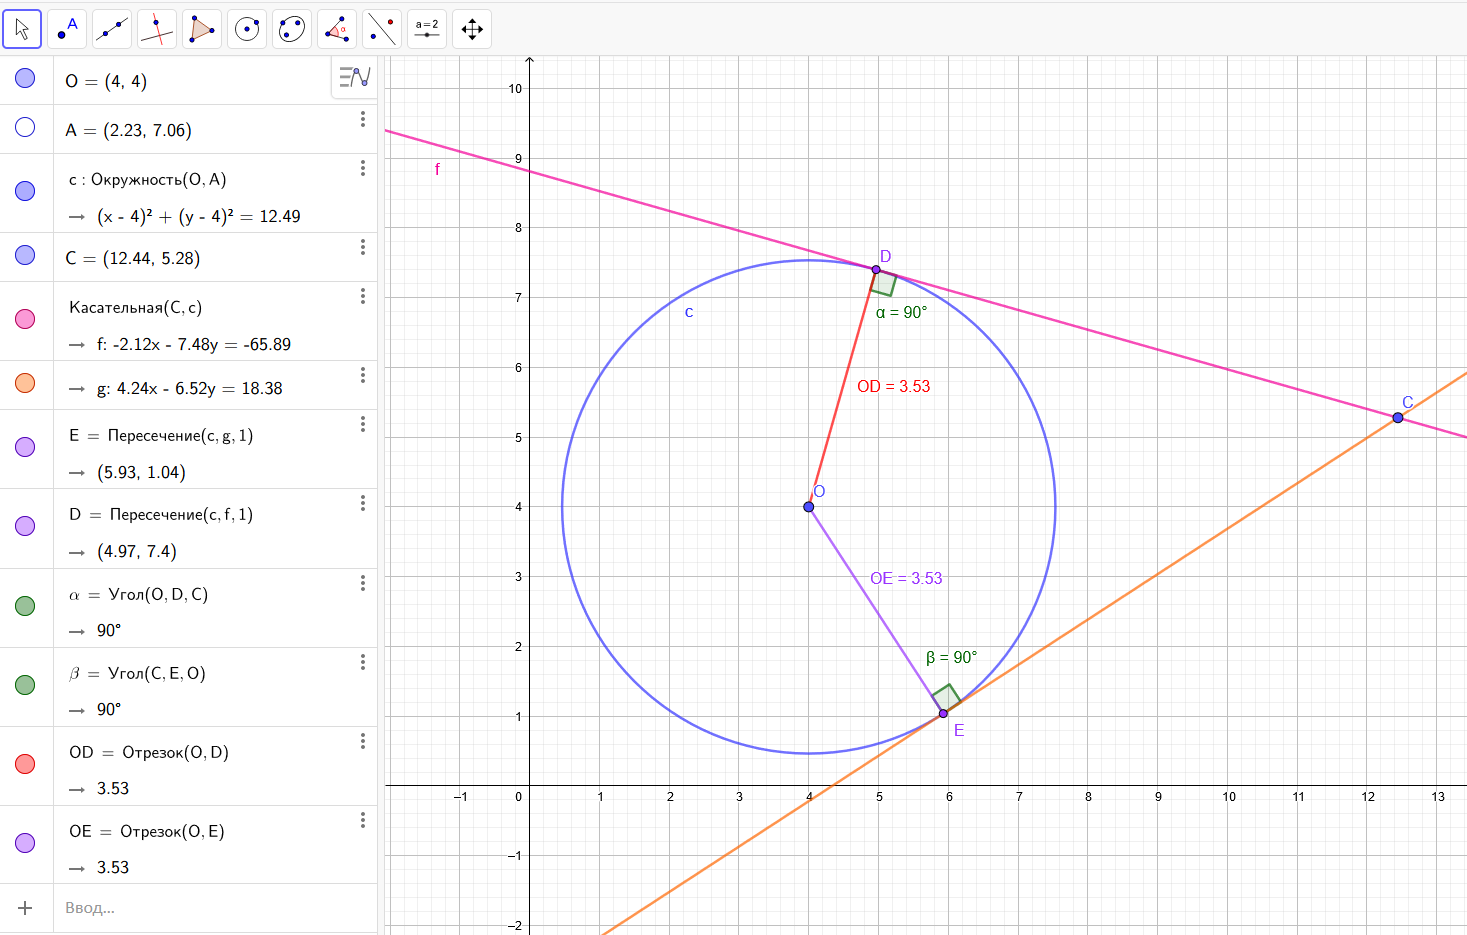 A
α
a=2
O = (4, 4)
A = (2.23, 7.06)
c : Окружность(O, A)
→ (x - 4)² + (y - 4)² = 12.49
C = (12.44, 5.28)
Касательная(C, c)
→ f: -2.12x - 7.48y = -65.89
→ g: 4.24x - 6.52y = 18.38
E = Пересечение(c, g, 1)
→ (5.93, 1.04)
D = Пересечение(c, f, 1)
→ (4.97, 7.4)
α = Угол(O, D, C)
→ 90°
β = Угол(C, E, O)
→ 90°
OD = Отрезок(O, D)
→ 3.53
OE = Отрезок(O, E)
→ 3.53
+ Ввод...
10
9
f
8
D
7
α = 90°
c
6
OD = 3.53
C
5
O
4
3
OE = 3.53
2
β = 90°
1
E
–1 0 1 2 3 4 5 6 7 8 9 10 11 12 13
–1
–2